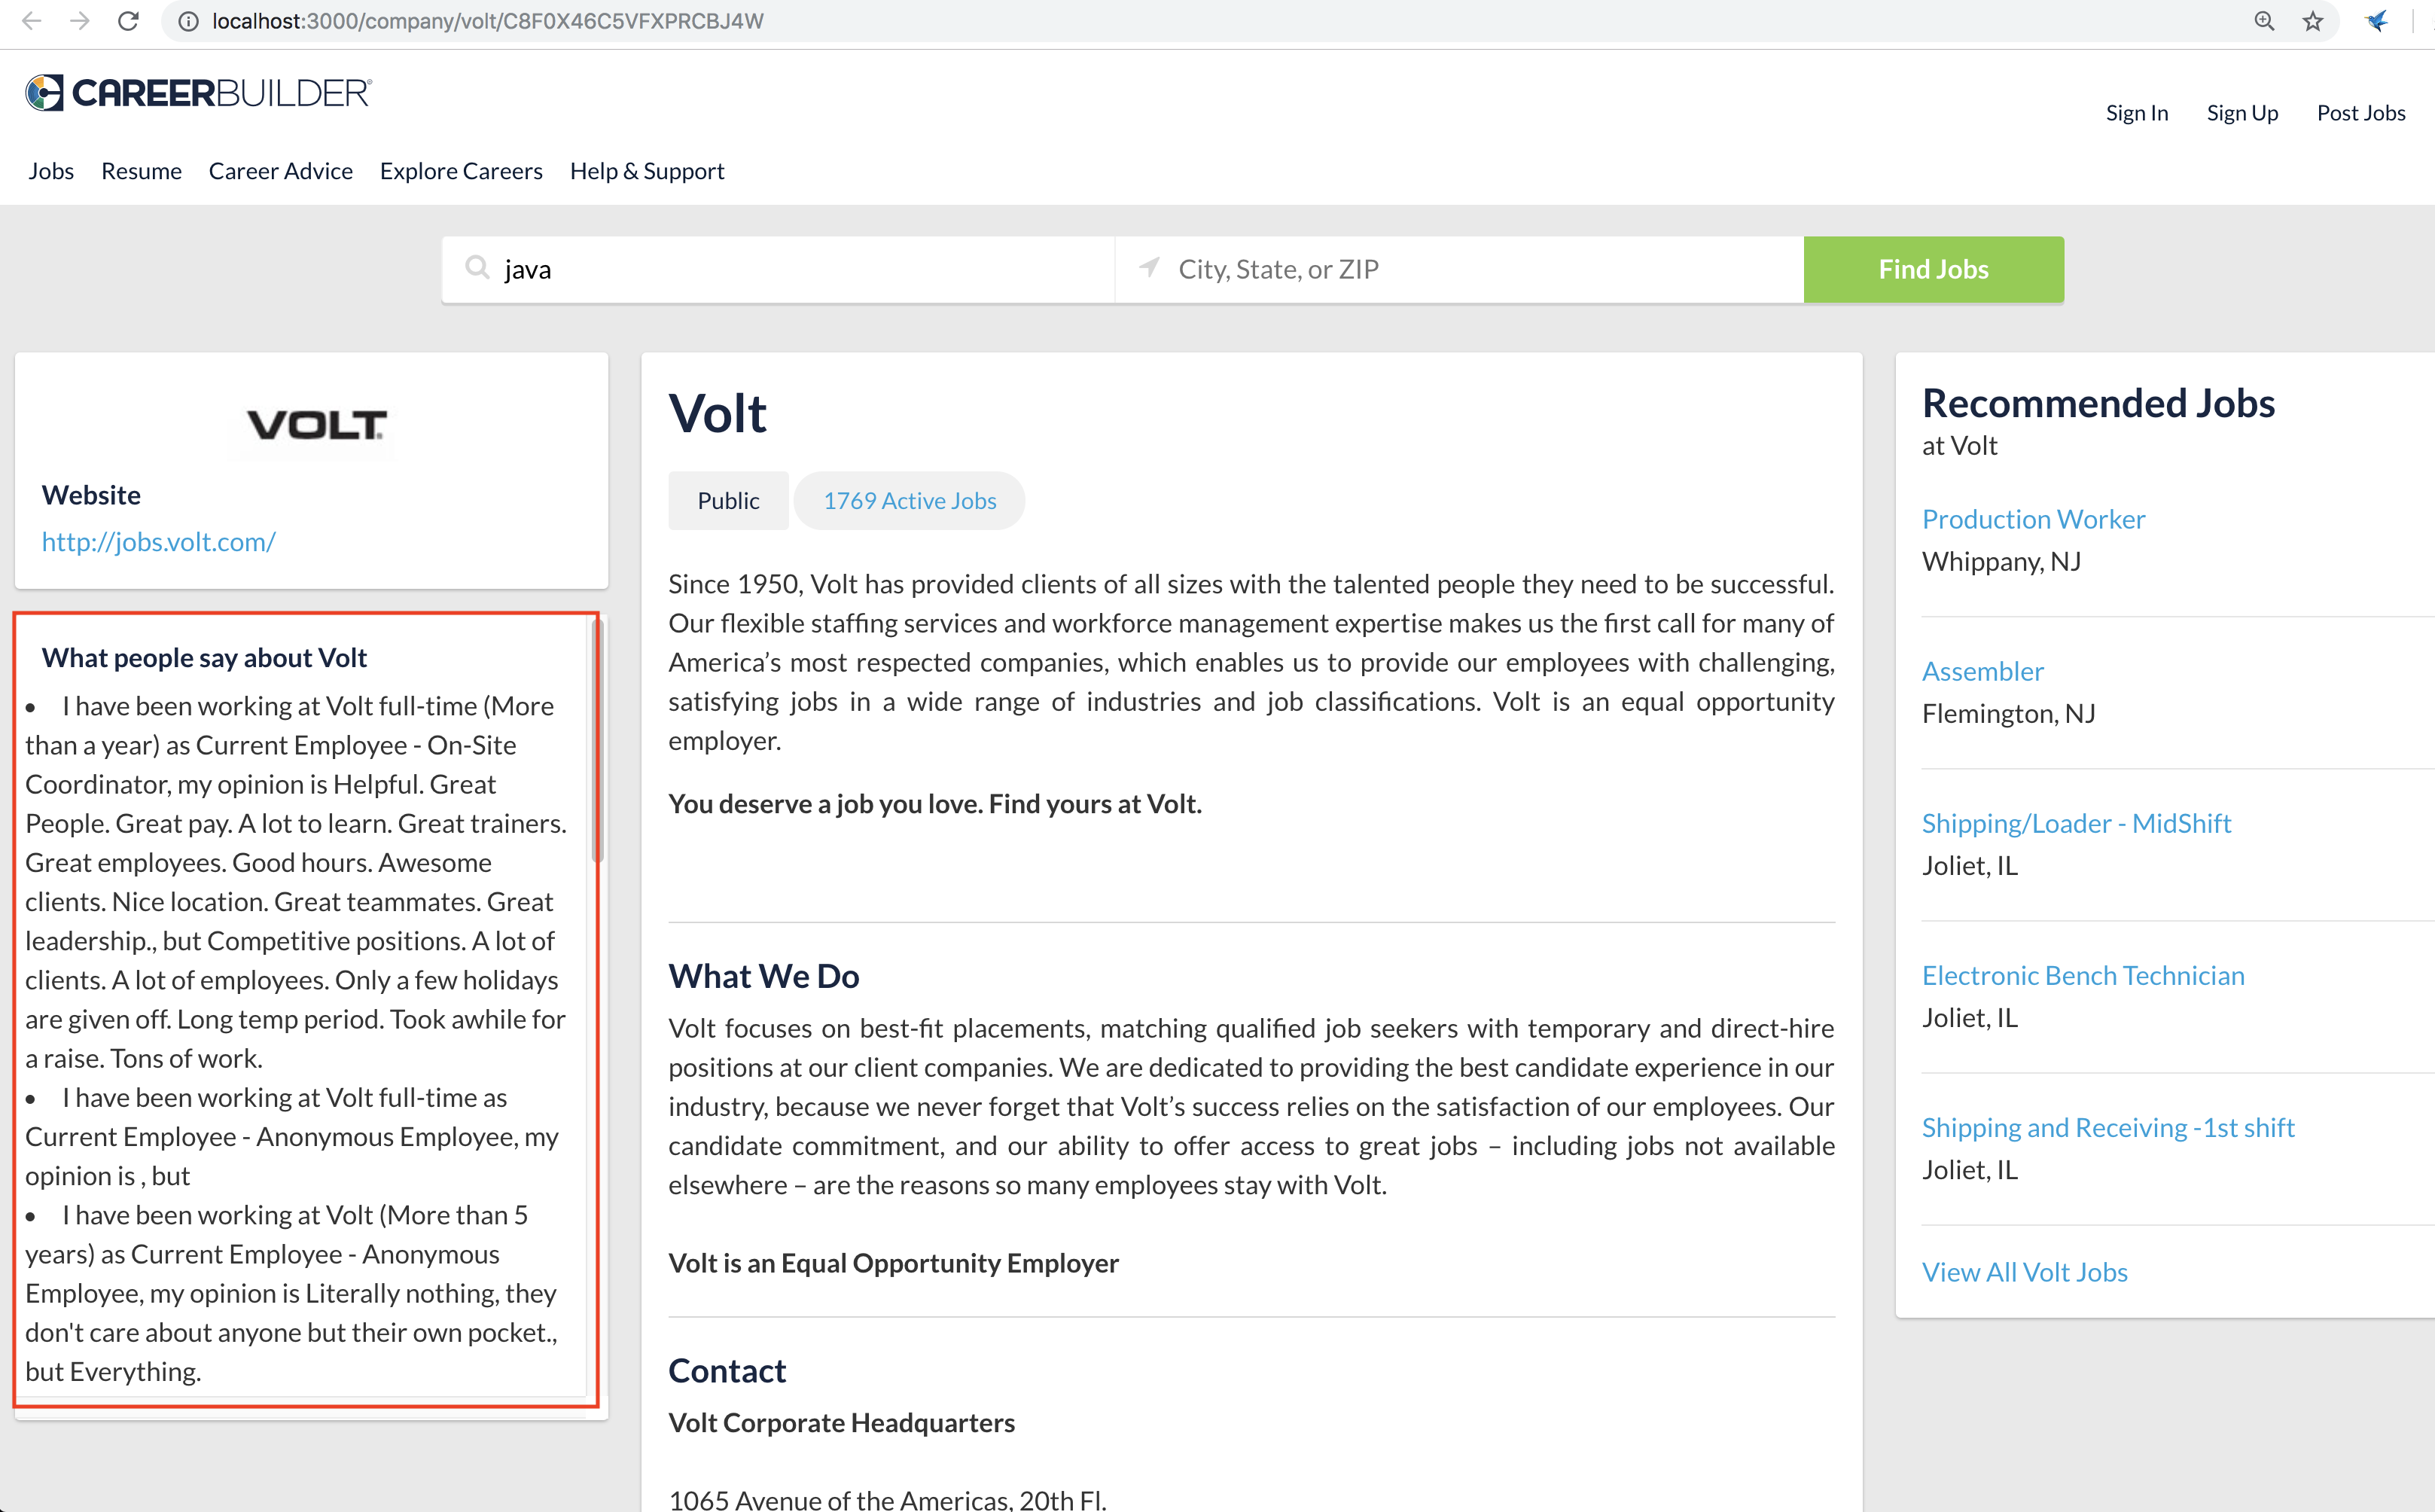 localhost:3000/company/volt/C8F0X46C5VFXPRCBJ4W
CAREERBUILDER®
Sign In Sign Up Post Jobs
Jobs Resume Career Advice Explore Careers Help & Support
java
City, State, or ZIP
Find Jobs
VOLT
Website
http://jobs.volt.com/
What people say about Volt
• I have been working at Volt full-time (More
than a year) as Current Employee - On-Site
Coordinator, my opinion is Helpful. Great
People. Great pay. A lot to learn. Great trainers.
Great employees. Good hours. Awesome
clients. Nice location. Great teammates. Great
leadership., but Competitive positions. A lot of
clients. A lot of employees. Only a few holidays
are given off. Long temp period. Took awhile for
a raise. Tons of work.
• I have been working at Volt full-time as
Current Employee - Anonymous Employee, my
opinion is , but
• I have been working at Volt (More than 5
years) as Current Employee - Anonymous
Employee, my opinion is Literally nothing, they
don't care about anyone but their own pocket.,
but Everything.
Volt
Public
1769 Active Jobs
Since 1950, Volt has provided clients of all sizes with the talented people they need to be successful.
Our flexible staffing services and workforce management expertise makes us the first call for many of
America’s most respected companies, which enables us to provide our employees with challenging,
satisfying jobs in a wide range of industries and job classifications. Volt is an equal opportunity
employer.
You deserve a job you love. Find yours at Volt.
What We Do
Volt focuses on best-fit placements, matching qualified job seekers with temporary and direct-hire
positions at our client companies. We are dedicated to providing the best candidate experience in our
industry, because we never forget that Volt’s success relies on the satisfaction of our employees. Our
candidate commitment, and our ability to offer access to great jobs – including jobs not available
elsewhere – are the reasons so many employees stay with Volt.
Volt is an Equal Opportunity Employer
Contact
Volt Corporate Headquarters
1065 Avenue of the Americas, 20th Fl.
Recommended Jobs
at Volt
Production Worker
Whippany, NJ
Assembler
Flemington, NJ
Shipping/Loader - MidShift
Joliet, IL
Electronic Bench Technician
Joliet, IL
Shipping and Receiving -1st shift
Joliet, IL
View All Volt Jobs